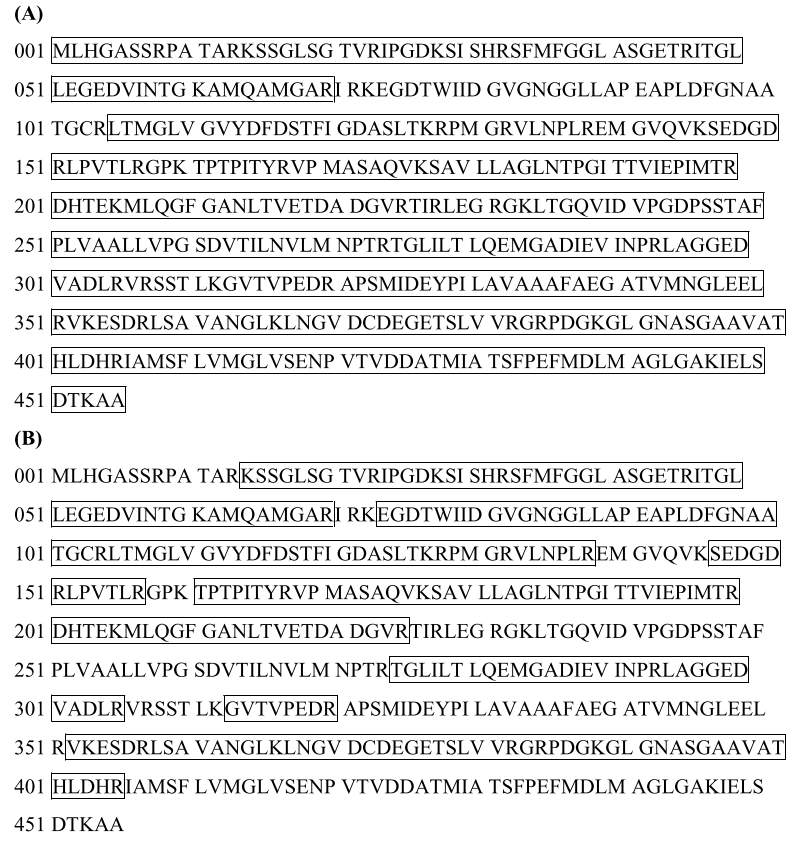 (A)
001 MLHGASSRPA TARKSSGLSG TVRIPGDKSI SHRSFMFGGL ASGETRITGL
051 LEGEDVINTG KAMQAMGARI RKEGDTWIID GVGNGGLLAP EAPLDFGNAA
101 TGCRLTMGLV GVYDFDSTFI GDASLTKRPM GRVLNPLREM GVQVKSEDGD
151 RLPVTLRGPK TPTPITYRVP MASAQVKSAV LLAGLNTPGI TTVIEPIMTR
201 DHTEKMLQGF GANLTVETDA DGVRTIRLEG RGKLTGQVID VPGDPSSTAF
251 PLVAALLVPG SDVTILNVLM NPTRTGLILT LQEMGADIEV INPRLAGGED
301 VADLRVRSST LKGVTVPEDR APSMIDEYPI LAVAAAFAEG ATVMNGLEEL
351 RVKESDRLSA VANGLKLNGV DCDEGETSLV VRGRPDGKGL GNASGAAVAT
401 HLDHRIAMSF LVMGLVSENP VTVDDATMIA TSFPEFMDLM AGLGAKIELS
451 DTKAA
(B)
001 MLHGASSRPA TARKSSGLSG TVRIPGDKSI SHRSFMFGGL ASGETRITGL
051 LEGEDVINTG KAMQAMGARI RKEGDTWIID GVGNGGLLAP EAPLDFGNAA
101 TGCRLTMGLV GVYDFDSTFI GDASLTKRPM GRVLNPLREM GVQVKSEDGD
151 RLPVTLRGPK TPTPITYRVP MASAQVKSAV LLAGLNTPGI TTVIEPIMTR
201 DHTEKMLQGF GANLTVETDA DGVRTIRLEG RGKLTGQVID VPGDPSSTAF
251 PLVAALLVPG SDVTILNVLM NPTRTGLILT LQEMGADIEV INPRLAGGED
301 VADLRVRSST LKGVTVPEDR APSMIDEYPI LAVAAAFAEG ATVMNGLEEL
351 RVKESDRLSA VANGLKLNGV DCDEGETSLV VRGRPDGKGL GNASGAAVAT
401 HLDHRIAMSF LVMGLVSENP VTVDDATMIA TSFPEFMDLM AGLGAKIELS
451 DTKAA